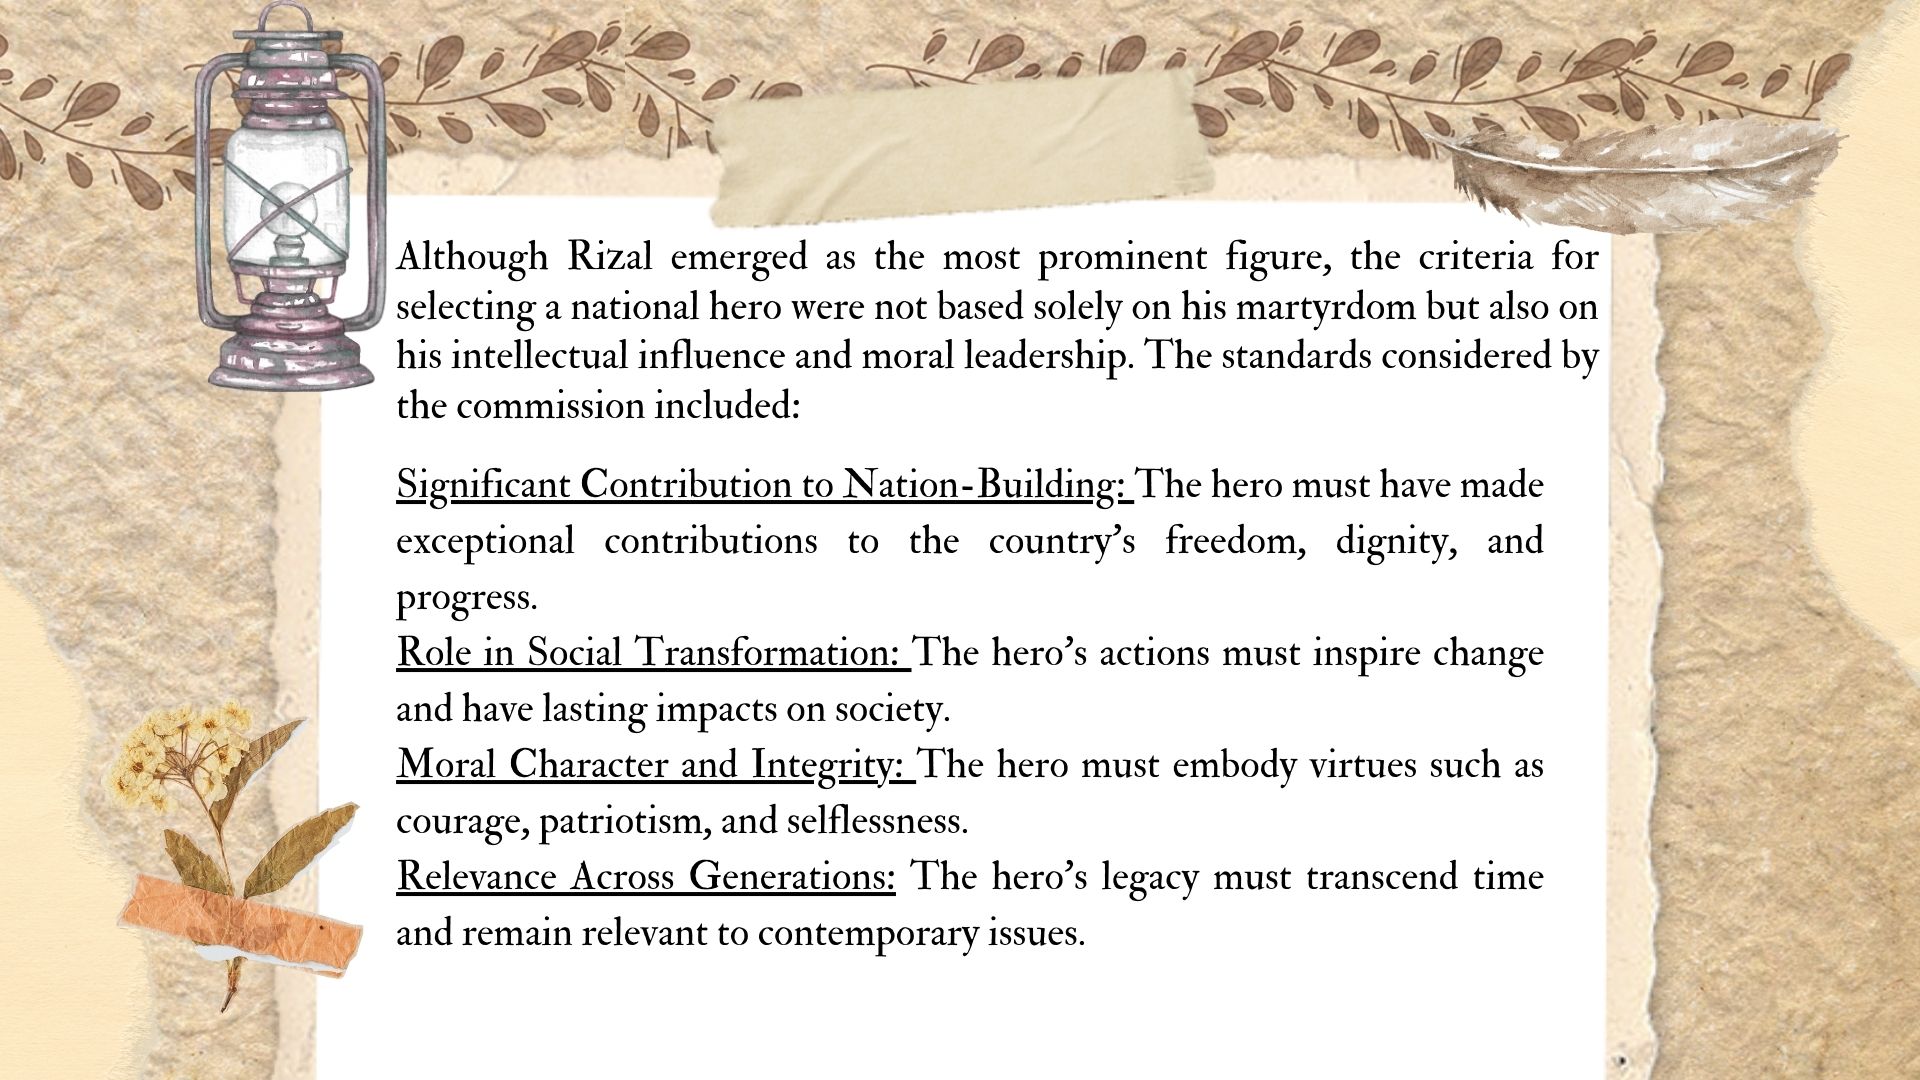 Although Rizal emerged as the most prominent figure, the criteria for
selecting a national hero were not based solely on his martyrdom but also on
his intellectual influence and moral leadership. The standards considered by
the commission included:
Significant Contribution to Nation-Building: The hero must have made
exceptional contributions to the country’s freedom, dignity, and
progress.
Role in Social Transformation: The hero’s actions must inspire change
and have lasting impacts on society.
Moral Character and Integrity: The hero must embody virtues such as
courage, patriotism, and selflessness.
Relevance Across Generations: The hero’s legacy must transcend time
and remain relevant to contemporary issues.